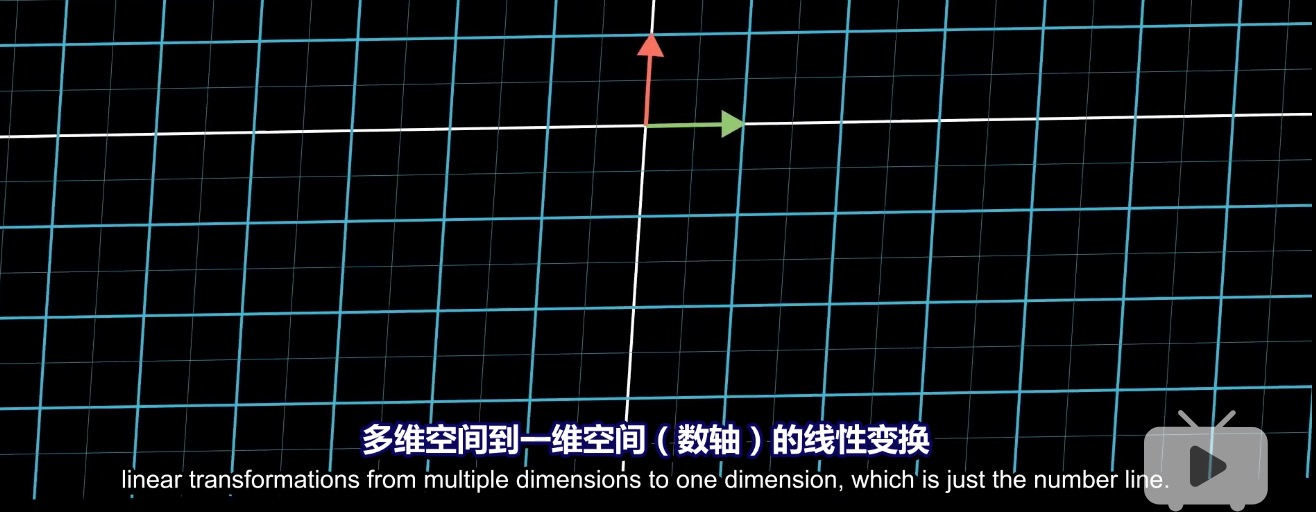 多维空间到一维空间（数轴）的线性变换
linear transformations from multiple dimensions to one dimension, which is just the number line.